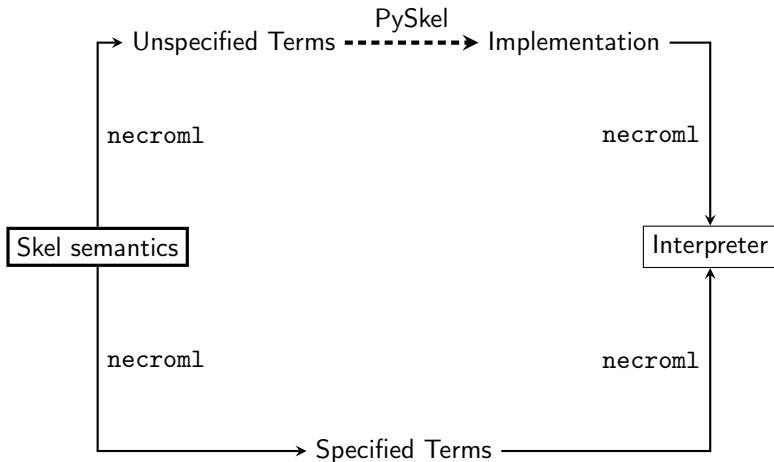 PySkel
Unspecified Terms
Implementation
necroml
necroml
Skel semantics
Interpreter
necroml
necroml
Specified Terms